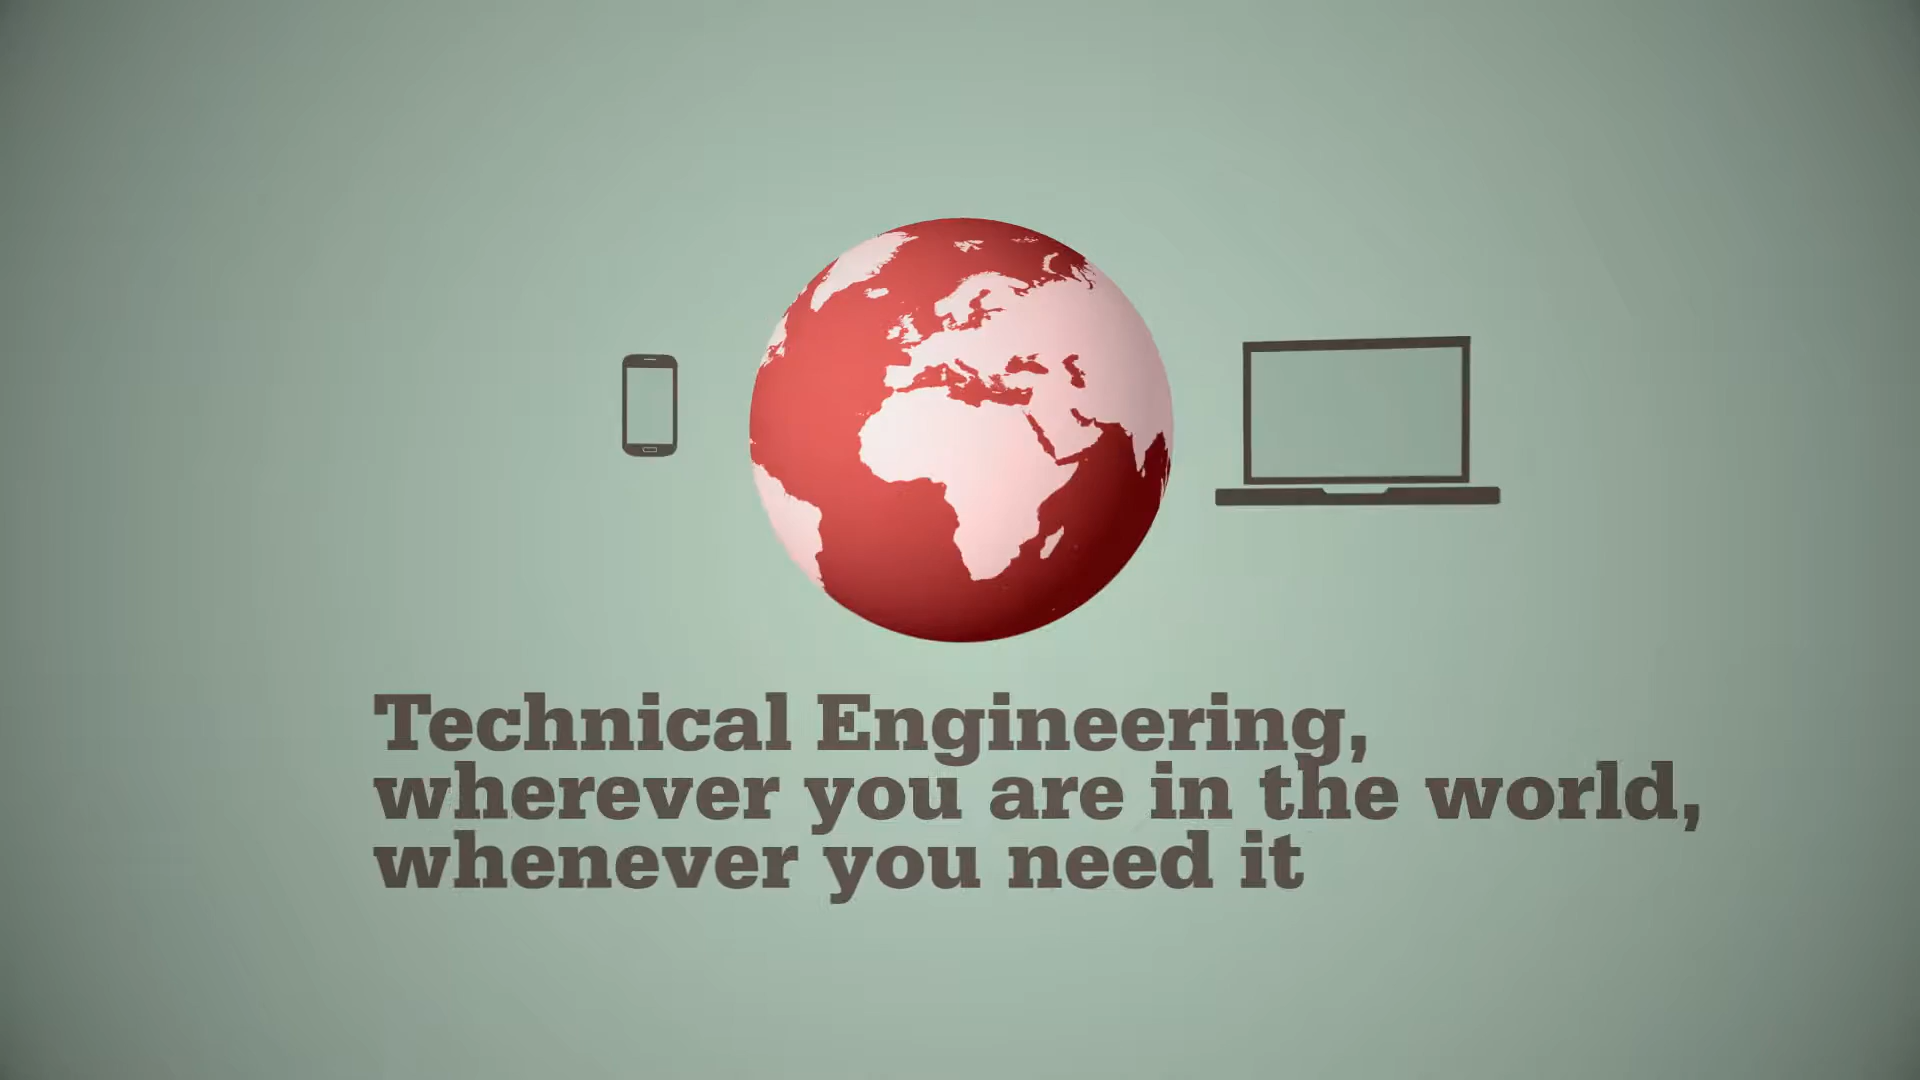 Technical Engineering,
wherever you are in the world,
whenever you need it